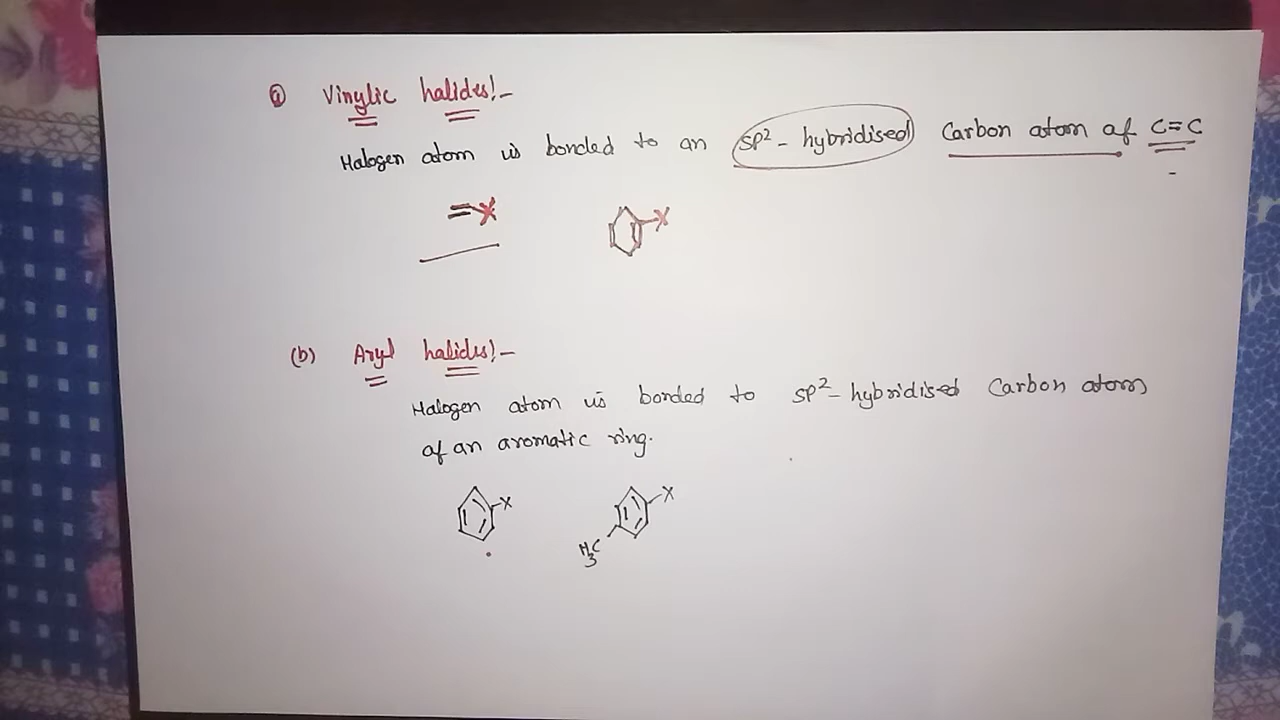 (a) Vinylic halides!-
Halogen atom is bonded to an sp²- hybridised Carbon atom of C=C
X
X
(b) Aryl halides!-
Halogen atom is bonded to sp²- hybridised Carbon atom
of an aromatic ring.
X
X
H₃C